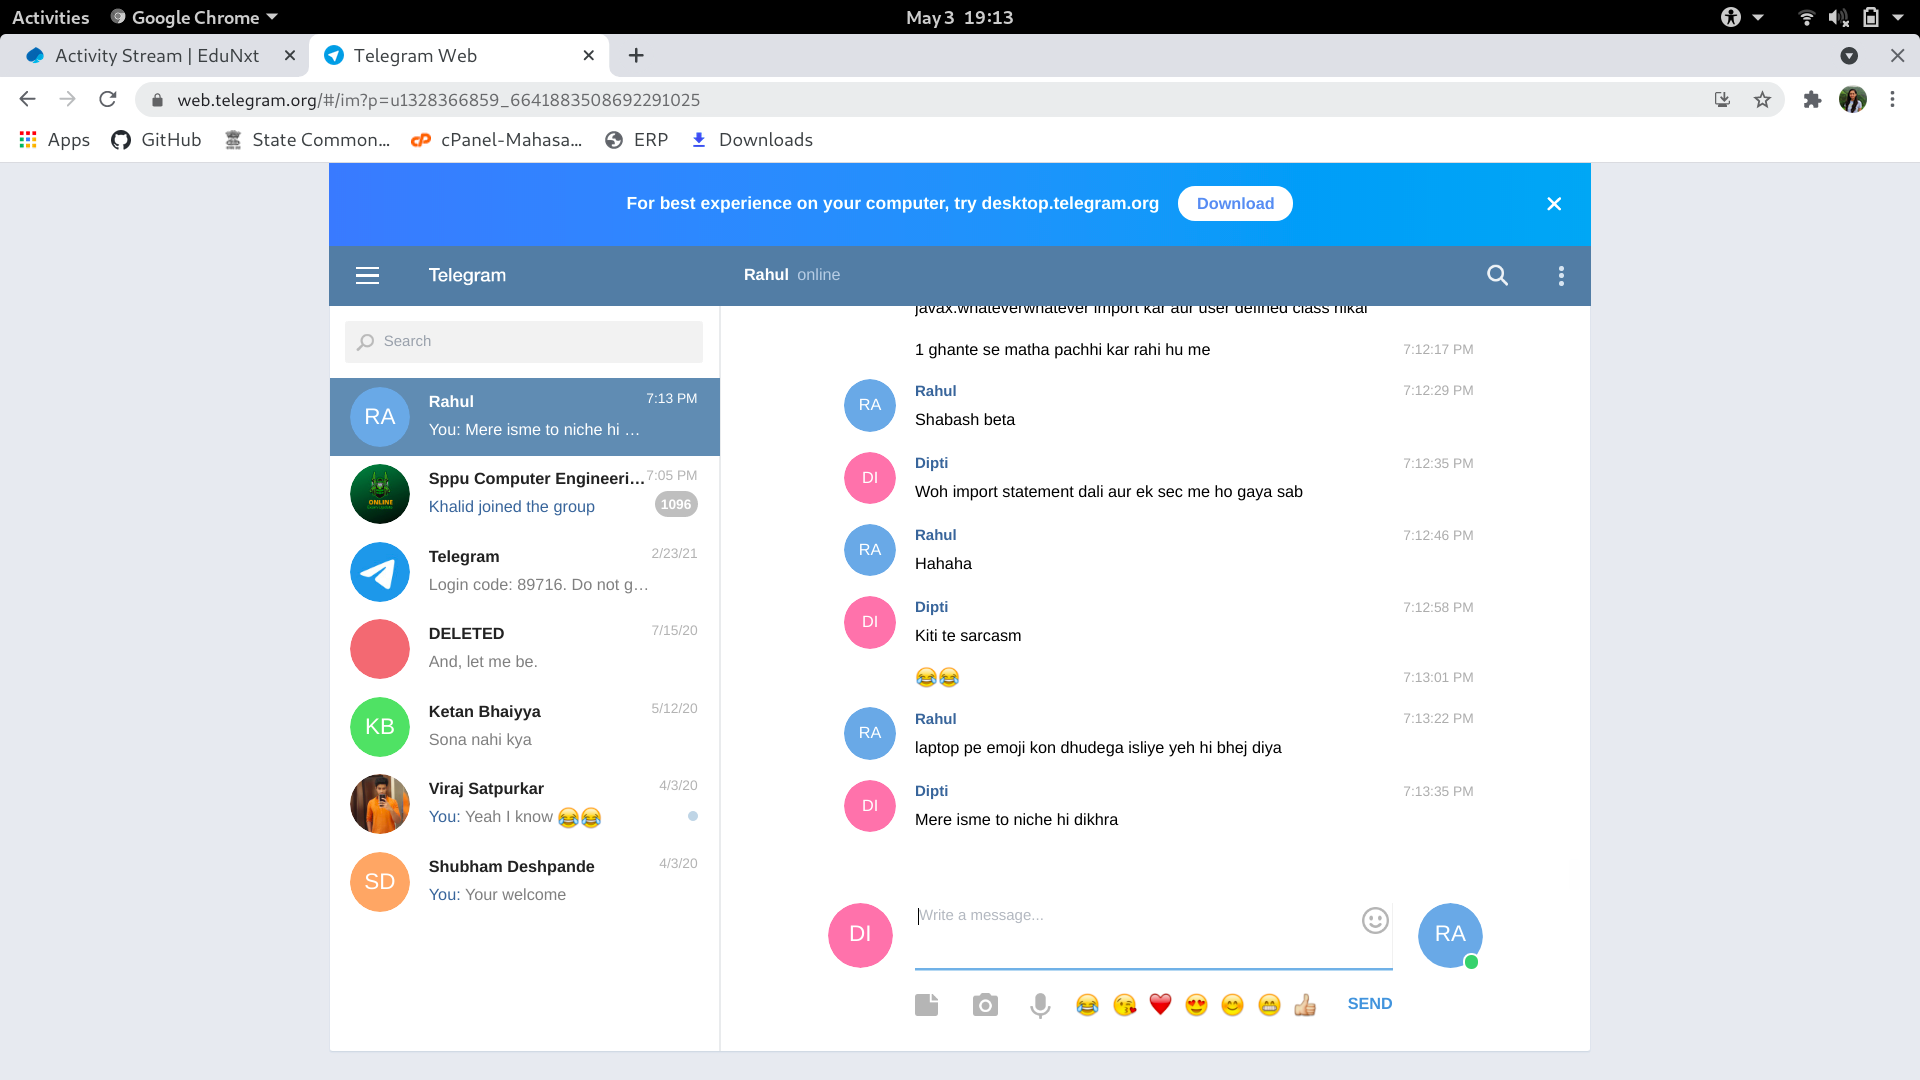 Activities
Google Chrome
May 3 19:13
Activity Stream | EduNxt
Telegram Web
web.telegram.org/#/im?p=u1328366859_6641883508692291025
Apps
GitHub
State Common...
cPanel-Mahasa...
ERP
Downloads
For best experience on your computer, try desktop.telegram.org
Download
Telegram
Rahul online
Search
RA
Rahul
7:13 PM
You: Mere isme to niche hi …
ONLINE
Sppu Computer Engineeri...
7:05 PM
Khalid joined the group
1096
Telegram
2/23/21
Login code: 89716. Do not g…
DELETED
7/15/20
And, let me be.
KB
Ketan Bhaiyya
5/12/20
Sona nahi kya
Viraj Satpurkar
4/3/20
You: Yeah I know 😂😂
SD
Shubham Deshpande
4/3/20
You: Your welcome
javax.whateverwhatever import kar aur user defined class nikal
1 ghante se matha pachhi kar rahi hu me
7:12:17 PM
RA
Rahul
7:12:29 PM
Shabash beta
DI
Dipti
7:12:35 PM
Woh import statement dali aur ek sec me ho gaya sab
RA
Rahul
7:12:46 PM
Hahaha
DI
Dipti
7:12:58 PM
Kiti te sarcasm
😂😂
7:13:01 PM
RA
Rahul
7:13:22 PM
laptop pe emoji kon dhudega isliye yeh hi bhej diya
DI
Dipti
7:13:35 PM
Mere isme to niche hi dikhra
DI
Write a message...
RA
SEND